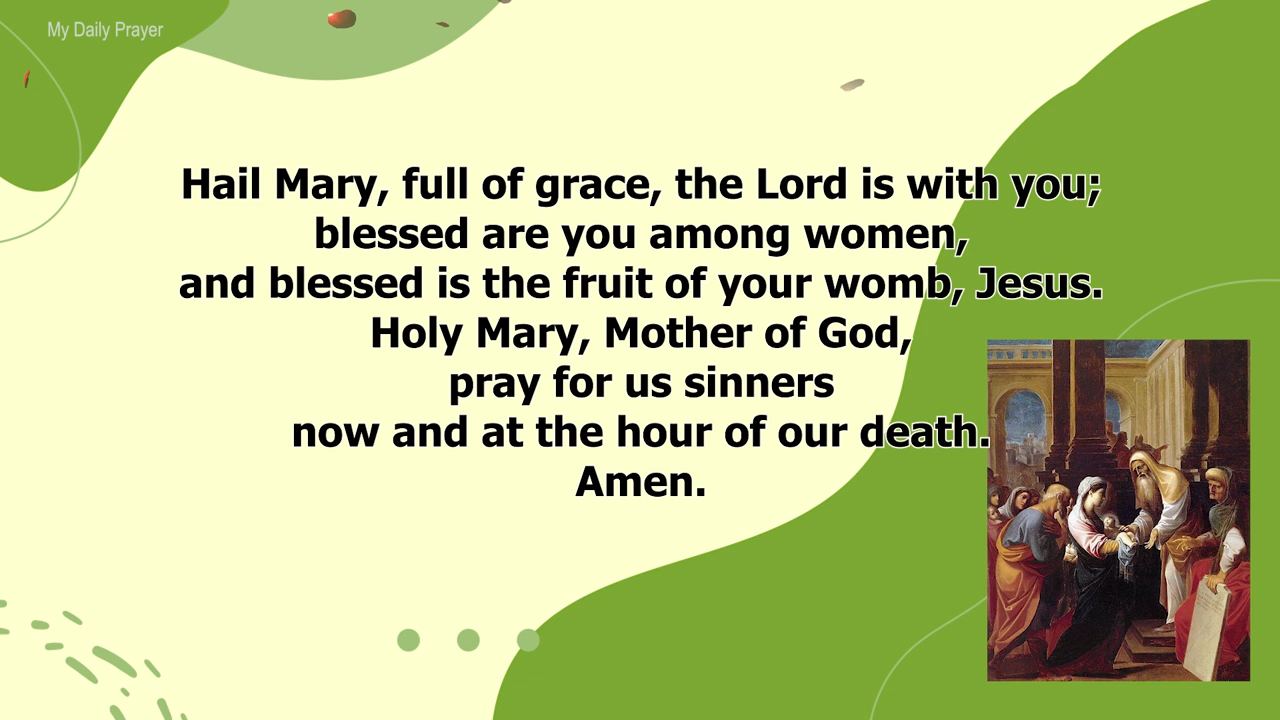 My Daily Prayer
Hail Mary, full of grace, the Lord is with you;
blessed are you among women,
and blessed is the fruit of your womb, Jesus.
Holy Mary, Mother of God,
pray for us sinners
now and at the hour of our death.
Amen.